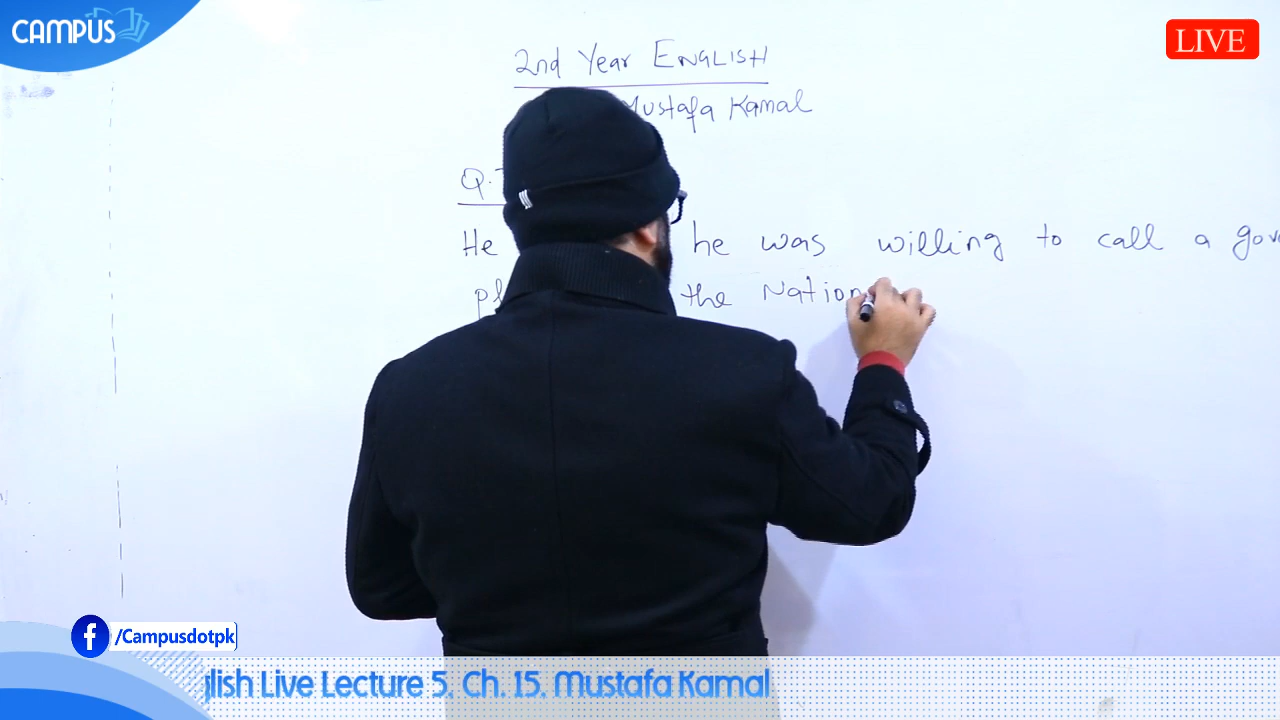 CAMPUS
LIVE
2nd Year ENGLISH
Mustafa Kamal
Q.
He he was willing to call a gov
the Nation
/Campusdotpk
glish Live Lecture 5, Ch. 15, Mustafa Kamal